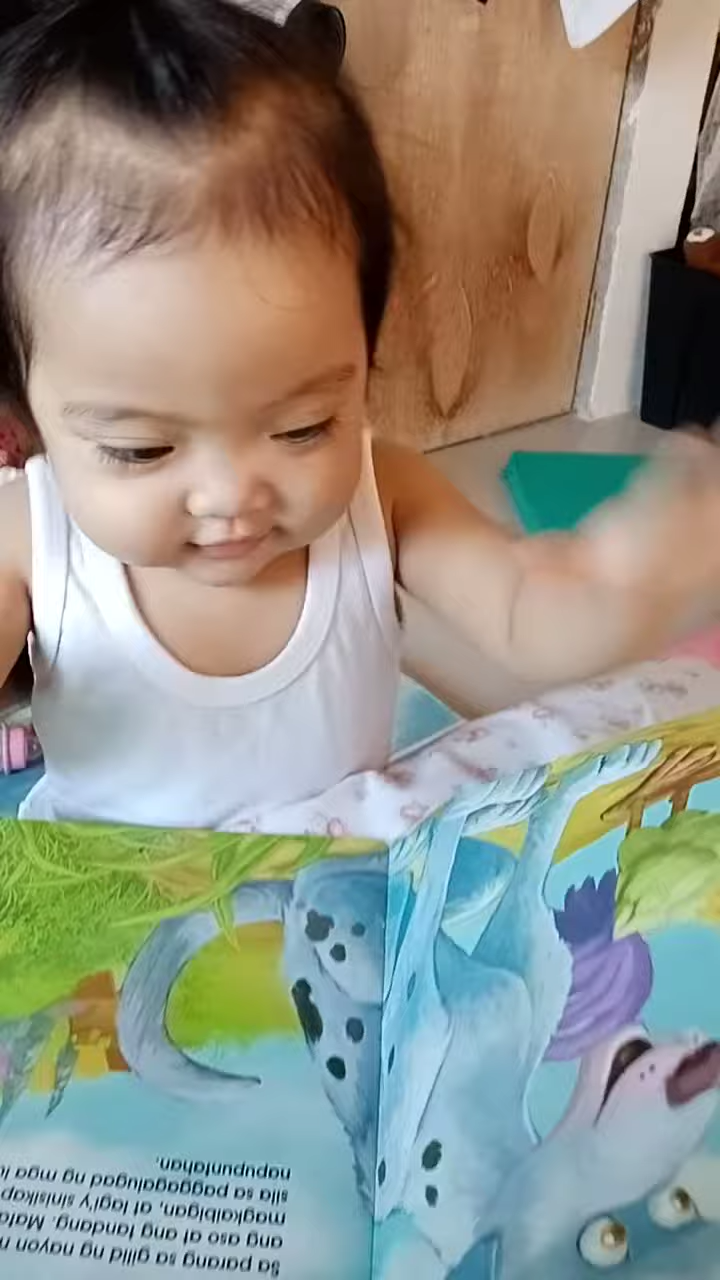 Sa parang sa gilid ng nayon
ang aso at ang tandang.
magkaibigan, at lagi'y
sila sa paggagalugad ng mga
napuntahan.